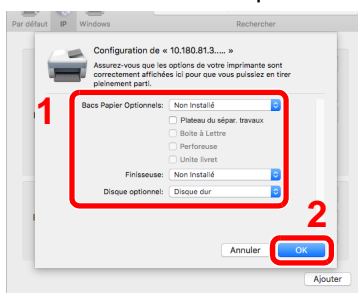 Par défaut IP Windows Rechercher
Configuration de « 10.180.81.3..... »
Assurez-vous que les options de votre imprimante sont
correctement affichées ici pour que vous puissiez en tirer
pleinement parti.
1
Bacs Papier Optionnels: Non Installé
Plateau du sépar. travaux
Boite à Lettre
Perforeuse
Unite livret
Finisseuse: Non Installé
Disque optionnel: Disque dur
2
Annuler OK
Ajouter